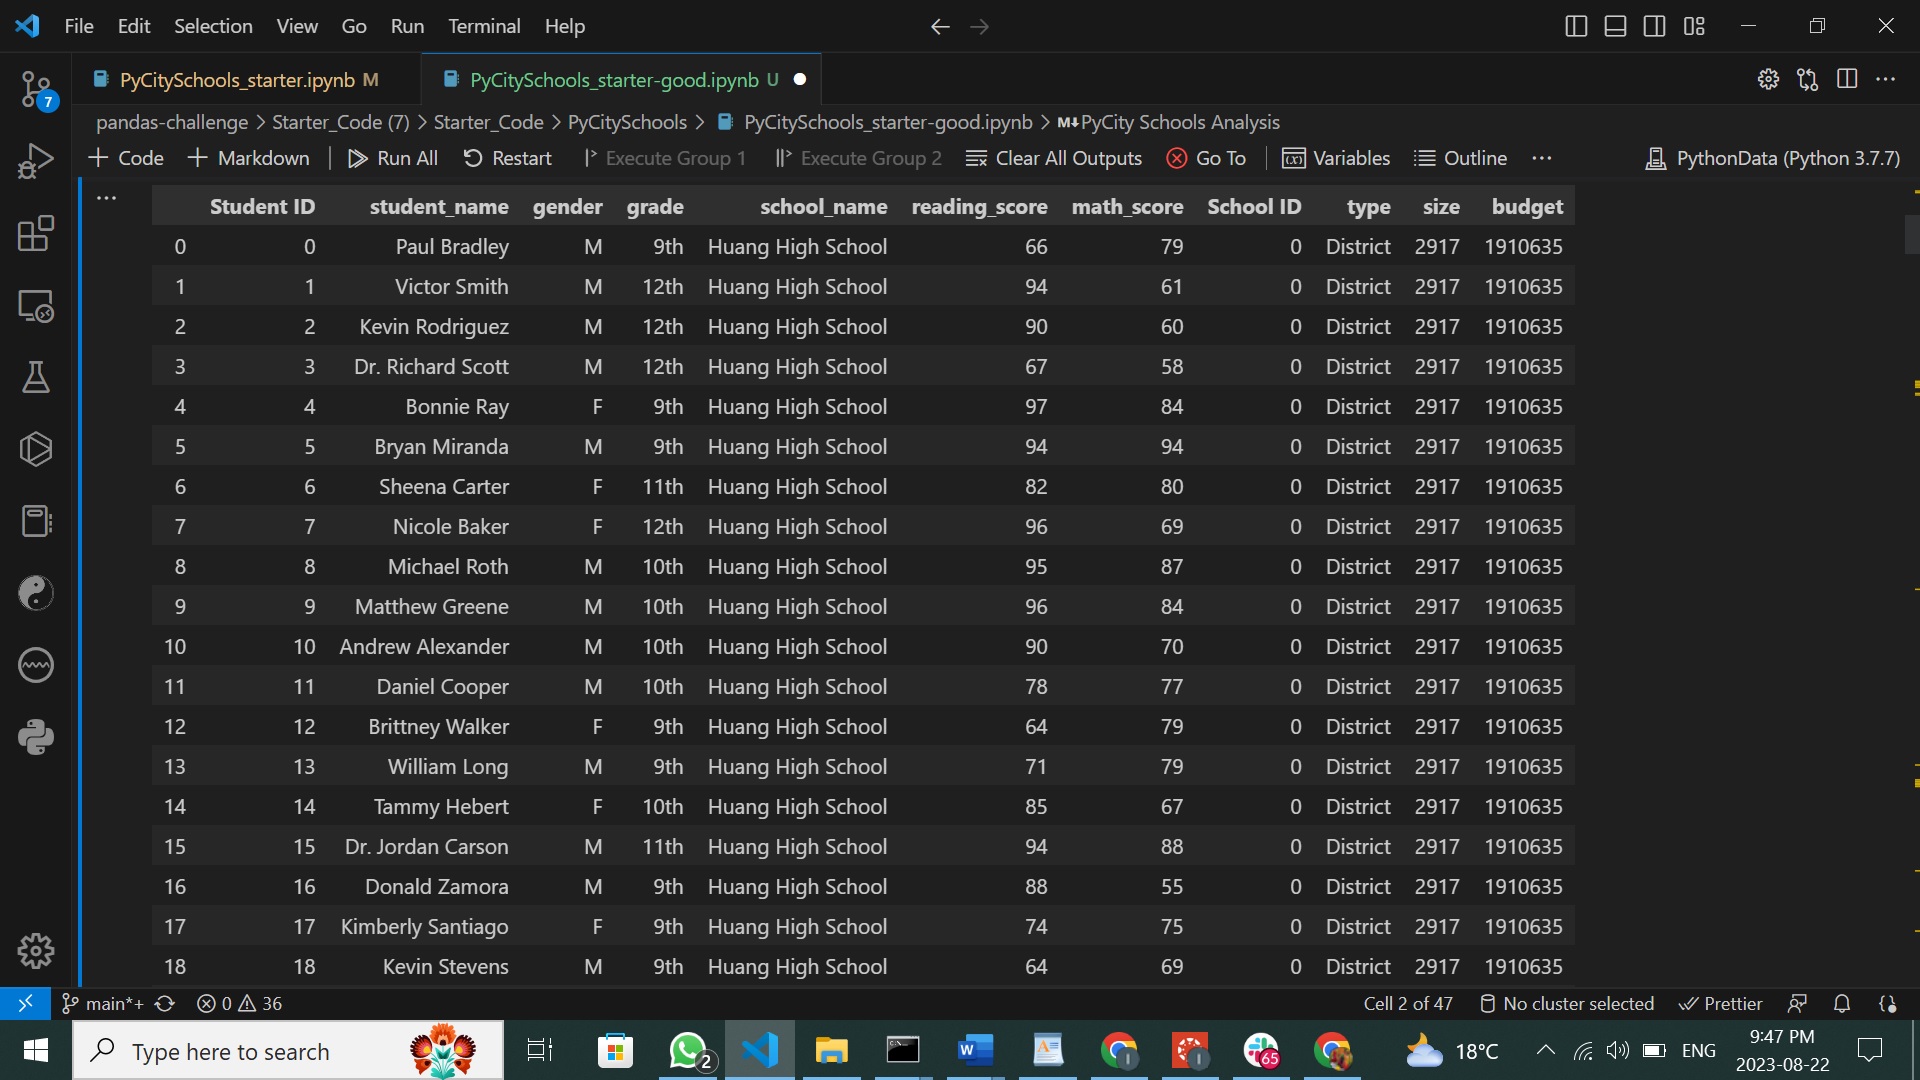 File Edit Selection View Go Run Terminal Help
7
PyCitySchools_starter.ipynb M PyCitySchools_starter-good.ipynb U
pandas-challenge > Starter_Code (7) > Starter_Code > PyCitySchools > PyCitySchools_starter-good.ipynb > M↓PyCity Schools Analysis
+ Code + Markdown Run All Restart Execute Group 1 Execute Group 2 Clear All Outputs Go To Variables Outline ... PythonData (Python 3.7.7)
Student ID student_name gender grade school_name reading_score math_score School ID type size budget
0 0 Paul Bradley M 9th Huang High School 66 79 0 District 2917 1910635
1 1 Victor Smith M 12th Huang High School 94 61 0 District 2917 1910635
2 2 Kevin Rodriguez M 12th Huang High School 90 60 0 District 2917 1910635
3 3 Dr. Richard Scott M 12th Huang High School 67 58 0 District 2917 1910635
4 4 Bonnie Ray F 9th Huang High School 97 84 0 District 2917 1910635
5 5 Bryan Miranda M 9th Huang High School 94 94 0 District 2917 1910635
6 6 Sheena Carter F 11th Huang High School 82 80 0 District 2917 1910635
7 7 Nicole Baker F 12th Huang High School 96 69 0 District 2917 1910635
8 8 Michael Roth M 10th Huang High School 95 87 0 District 2917 1910635
9 9 Matthew Greene M 10th Huang High School 96 84 0 District 2917 1910635
10 10 Andrew Alexander M 10th Huang High School 90 70 0 District 2917 1910635
11 11 Daniel Cooper M 10th Huang High School 78 77 0 District 2917 1910635
12 12 Brittney Walker F 9th Huang High School 64 79 0 District 2917 1910635
13 13 William Long M 9th Huang High School 71 79 0 District 2917 1910635
14 14 Tammy Hebert F 10th Huang High School 85 67 0 District 2917 1910635
15 15 Dr. Jordan Carson M 11th Huang High School 94 88 0 District 2917 1910635
16 16 Donald Zamora M 9th Huang High School 88 55 0 District 2917 1910635
17 17 Kimberly Santiago F 9th Huang High School 74 75 0 District 2917 1910635
18 18 Kevin Stevens M 9th Huang High School 64 69 0 District 2917 1910635
main*+ 0 36 Cell 2 of 47 No cluster selected Prettier
Type here to search 2 65 18°C ENG 9:47 PM
2023-08-22